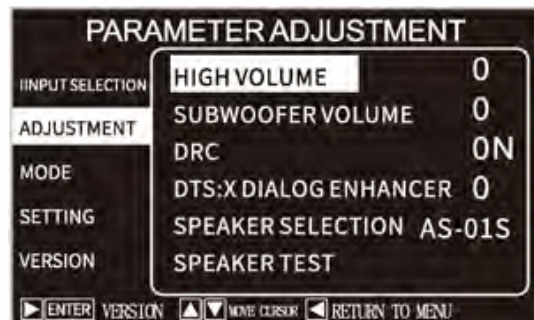 PARAMETER ADJUSTMENT
IINPUT SELECTION
ADJUSTMENT
MODE
SETTING
VERSION
HIGH VOLUME 0
SUBWOOFER VOLUME 0
DRC 0N
DTS:X DIALOG ENHANCER 0
SPEAKER SELECTION AS-01S
SPEAKER TEST
ENTER VERSION MOVE CURSUR RETURN TO MENU